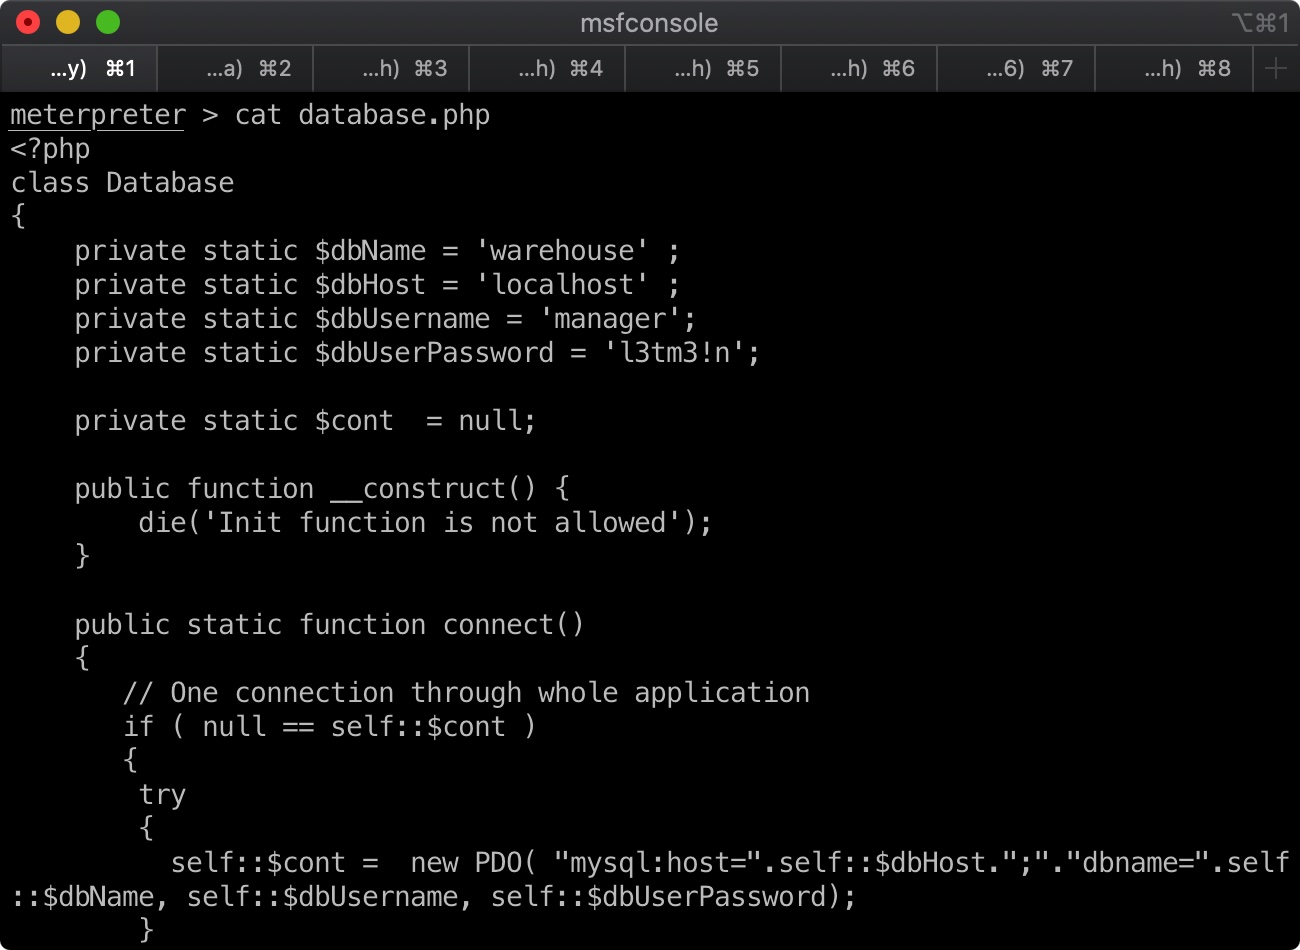 msfconsole
⌥⌘1
...y) ⌘1 ...a) ⌘2 ...h) ⌘3 ...h) ⌘4 ...h) ⌘5 ...h) ⌘6 ...6) ⌘7 ...h) ⌘8 +
meterpreter > cat database.php
<?php
class Database
{
    private static $dbName = 'warehouse' ;
    private static $dbHost = 'localhost' ;
    private static $dbUsername = 'manager';
    private static $dbUserPassword = 'l3tm3!n';

    private static $cont  = null;

    public function __construct() {
        die('Init function is not allowed');
    }

    public static function connect()
    {
       // One connection through whole application
       if ( null == self::$cont )
       {
        try
        {
          self::$cont =  new PDO( "mysql:host=".self::$dbHost.";"."dbname=".self
::$dbName, self::$dbUsername, self::$dbUserPassword);
        }